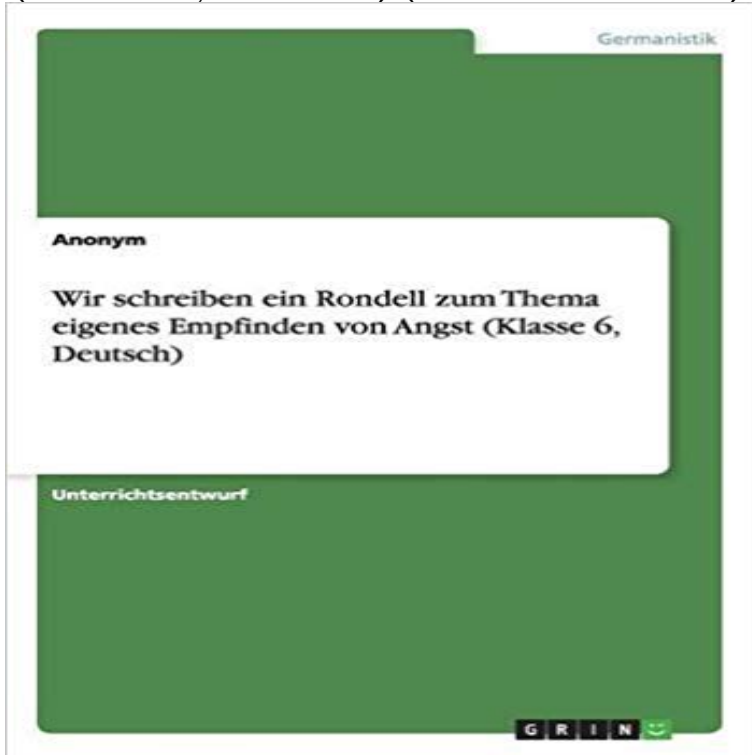 Germanistik
Anonym
Wir schreiben ein Rondell zum Thema
eigenes Empfinden von Angst (Klasse 6,
Deutsch)
Unterrichtsentwurf
GRIN